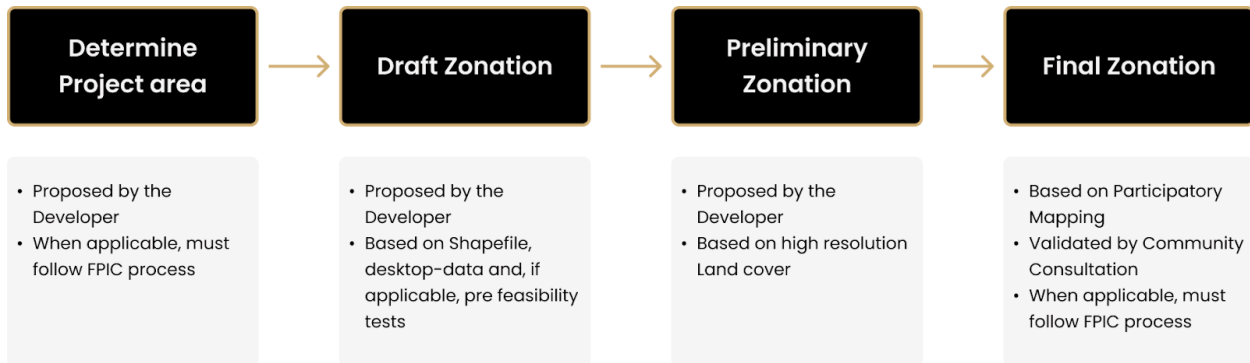 Determine
Project area
Draft Zonation
Preliminary
Zonation
Final Zonation
• Proposed by the
Developer
• When applicable, must
follow FPIC process
• Proposed by the
Developer
• Based on Shapefile,
desktop-data and, if
applicable, pre feasibility
tests
• Proposed by the
Developer
• Based on high resolution
Land cover
• Based on Participatory
Mapping
• Validated by Community
Consultation
• When applicable, must
follow FPIC process